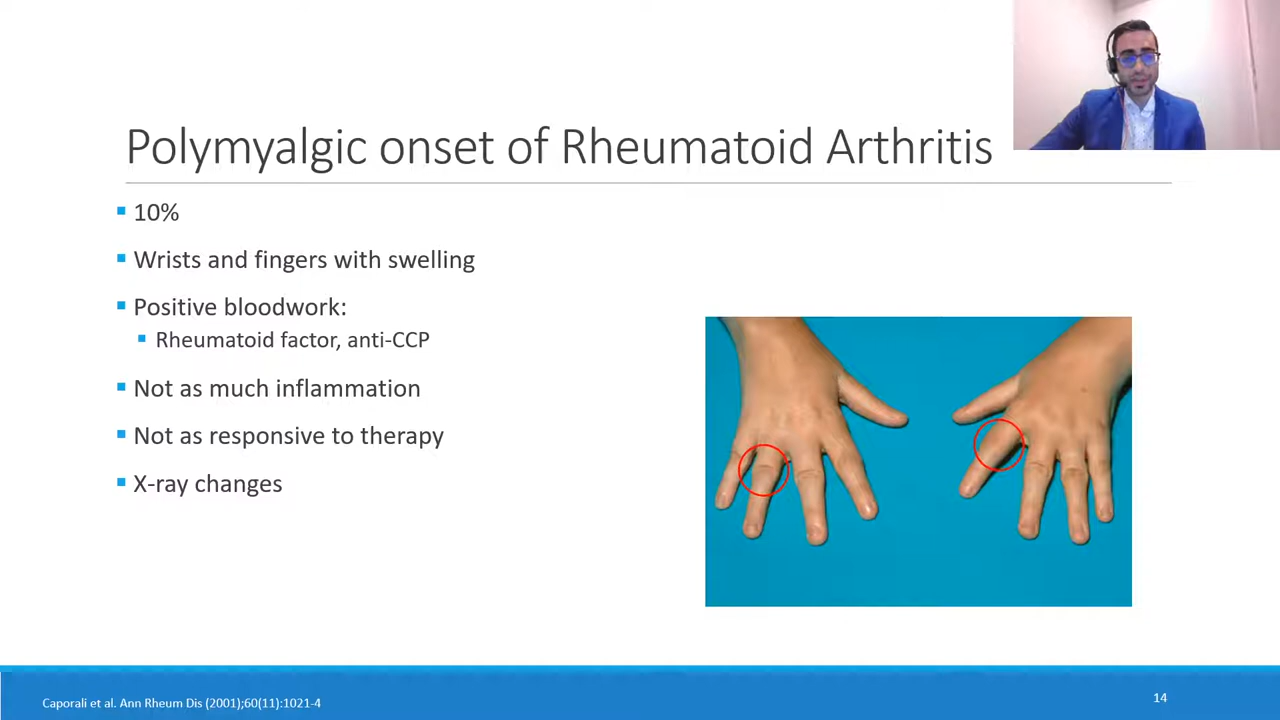 Polymyalgic onset of Rheumatoid Arthritis
10%
Wrists and fingers with swelling
Positive bloodwork:
Rheumatoid factor, anti-CCP
Not as much inflammation
Not as responsive to therapy
X-ray changes
Caporali et al. Ann Rheum Dis (2001);60(11):1021-4
14